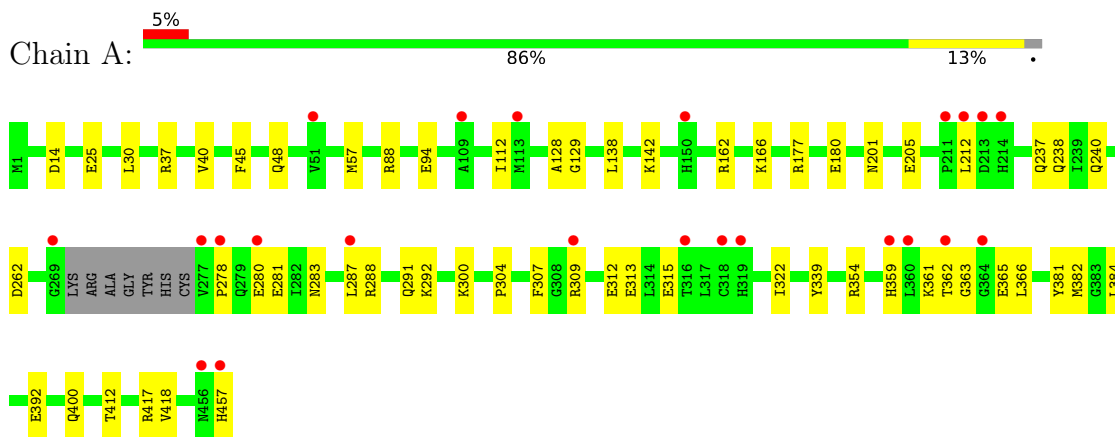 5%
Chain A:
86% 13% •
M1 D14 E25 L30 R37 V40 F45 Q48 V51 M57 R88 E94 A109 I112 M113 A128 G129 L138 K142 H150 R162 K166 R177 E180 N201 E205 P211 L212 D213 H214 Q237 Q238 I239 Q240
D262 G269 LYS ARG ALA GLY TYR HIS CYS V277 P278 Q279 E280 E281 I282 N283 L287 R288 Q291 K292 K300 P304 F307 G308 R309 E312 E313 L314 E315 T316 L317 C318 H319 I322 Y339 R354 H359 L360 K361 T362 G363 G364 E365 L366 Y381 M382 G383 L384
E392 Q400 T412 R417 V418 N456 H457